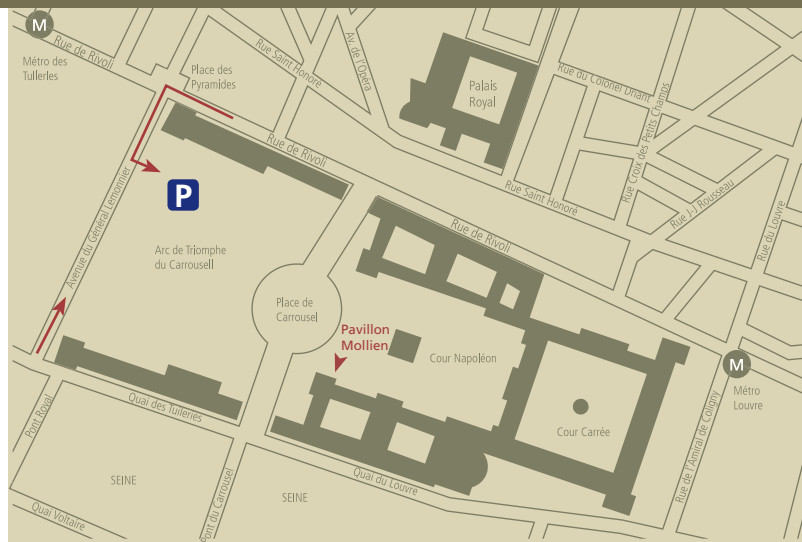 M
Métro des
Tulleries
Rue de Rivoli
Place des
Pyramides
Rue Saint Honoré
Av. de l'Opéra
Palais
Royal
Rue du Colonel Driant
Rue Croix des Petits Champs
Rue J-J Rousseau
Rue du Louvre
Rue de Rivoli
Rue Saint Honoré
P
Avenue du Général Lemonnier
Arc de Triomphe
du Carrousell
Rue de Rivoli
Place de
Carrousel
Pavillon
Mollien
Cour Napoléon
M
Métro
Louvre
Cour Carrée
Rue de l'Amiral de Coligny
Quai des Tuileries
Pont Royal
Quai du Louvre
SEINE
SEINE
Pont du Carrousel
Quai Voltaire